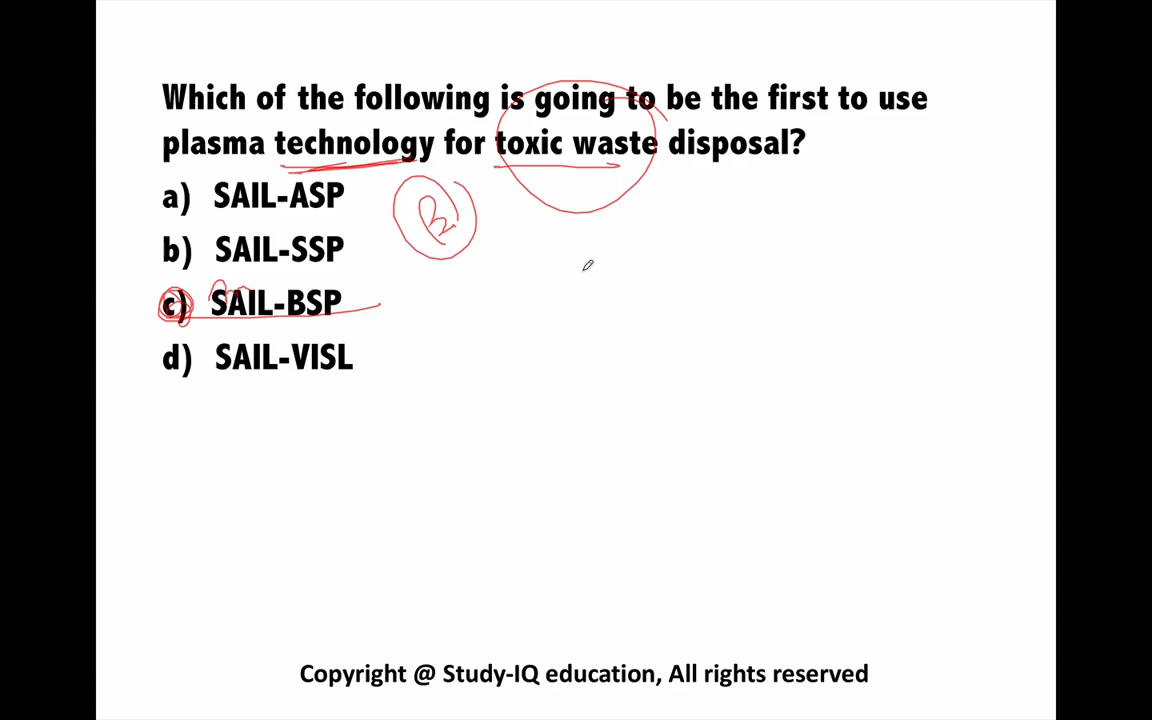 Which of the following is going to be the first to use
plasma technology for toxic waste disposal?
a) SAIL-ASP
b) SAIL-SSP
c) SAIL-BSP
d) SAIL-VISL
Copyright @ Study-IQ education, All rights reserved